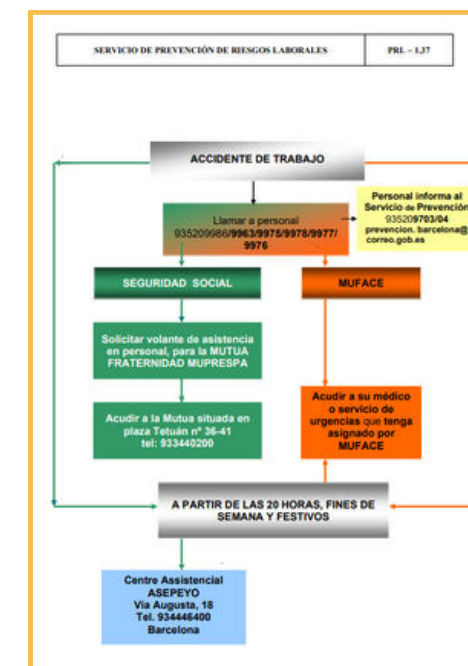 SERVICIO DE PREVENCIÓN DE RIESGOS LABORALES
PRL – 1.37
ACCIDENTE DE TRABAJO
Llamar a personal
935209986/9963/9975/9978/9977/
9976
Personal informa al
Servicio de Prevención
935209703/04
prevencion. barcelona@
correo.gob.es
SEGURIDAD SOCIAL
MUFACE
Solicitar volante de asistencia
en personal, para la MUTUA
FRATERNIDAD MUPRESPA
Acudir a la Mutua situada en
plaza Tetuán nº 36-41
tel: 933440200
Acudir a su médico
o servicio de
urgencias que tenga
asignado por
MUFACE
A PARTIR DE LAS 20 HORAS, FINES DE
SEMANA Y FESTIVOS
Centre Assistencial
ASEPEYO
Via Augusta, 18
Tel. 934446400
Barcelona